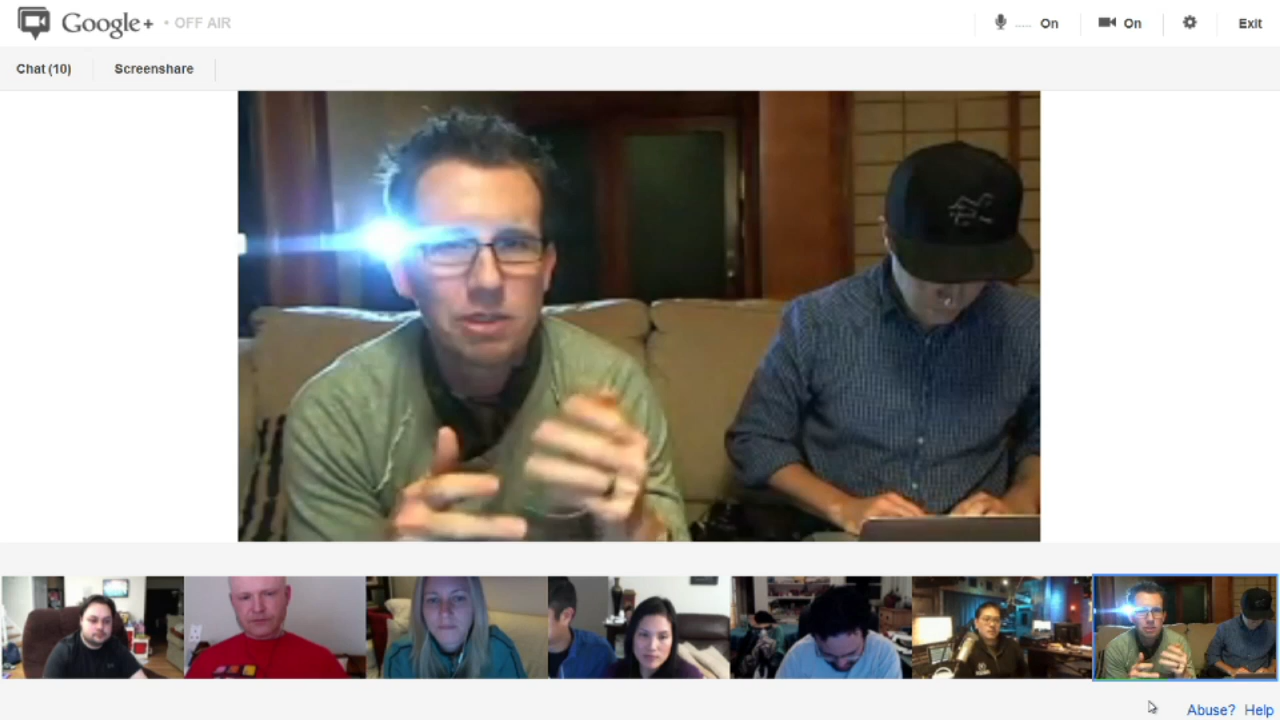 Google+ • OFF AIR
..... On
On
Exit
Chat (10)
Screenshare
Abuse? Help